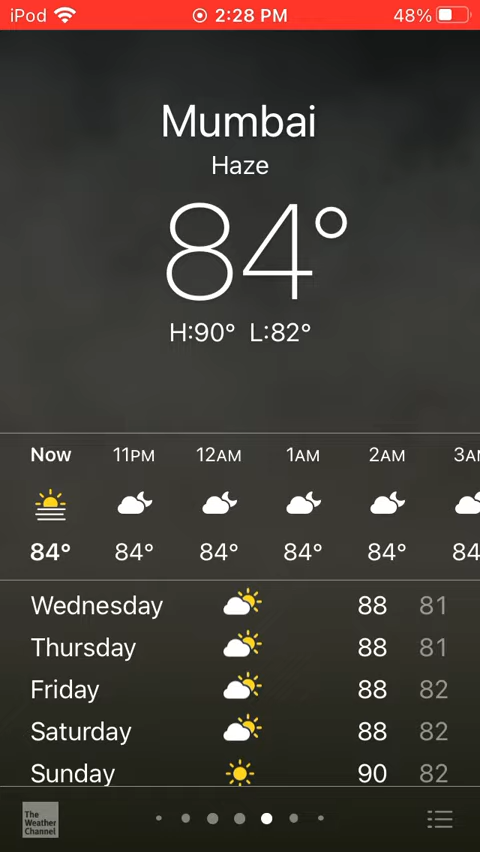 iPod 2:28 PM 48%
Mumbai
Haze
84°
H:90° L:82°
Now 11PM 12AM 1AM 2AM 3AM
84° 84° 84° 84° 84° 84
Wednesday 88 81
Thursday 88 81
Friday 88 82
Saturday 88 82
Sunday 90 82
The
Weather
Channel